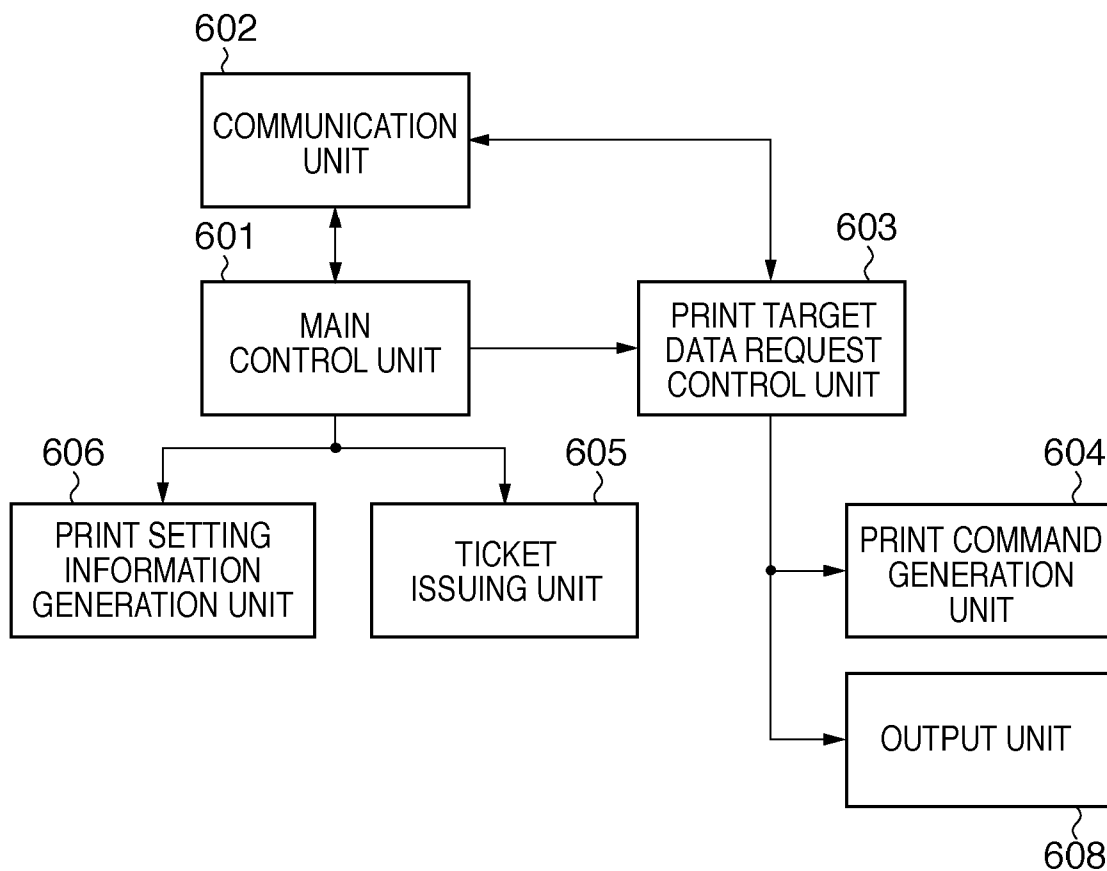 602
COMMUNICATION
UNIT
601
MAIN
CONTROL UNIT
603
PRINT TARGET
DATA REQUEST
CONTROL UNIT
606
PRINT SETTING
INFORMATION
GENERATION UNIT
605
TICKET
ISSUING UNIT
604
PRINT COMMAND
GENERATION
UNIT
OUTPUT UNIT
608